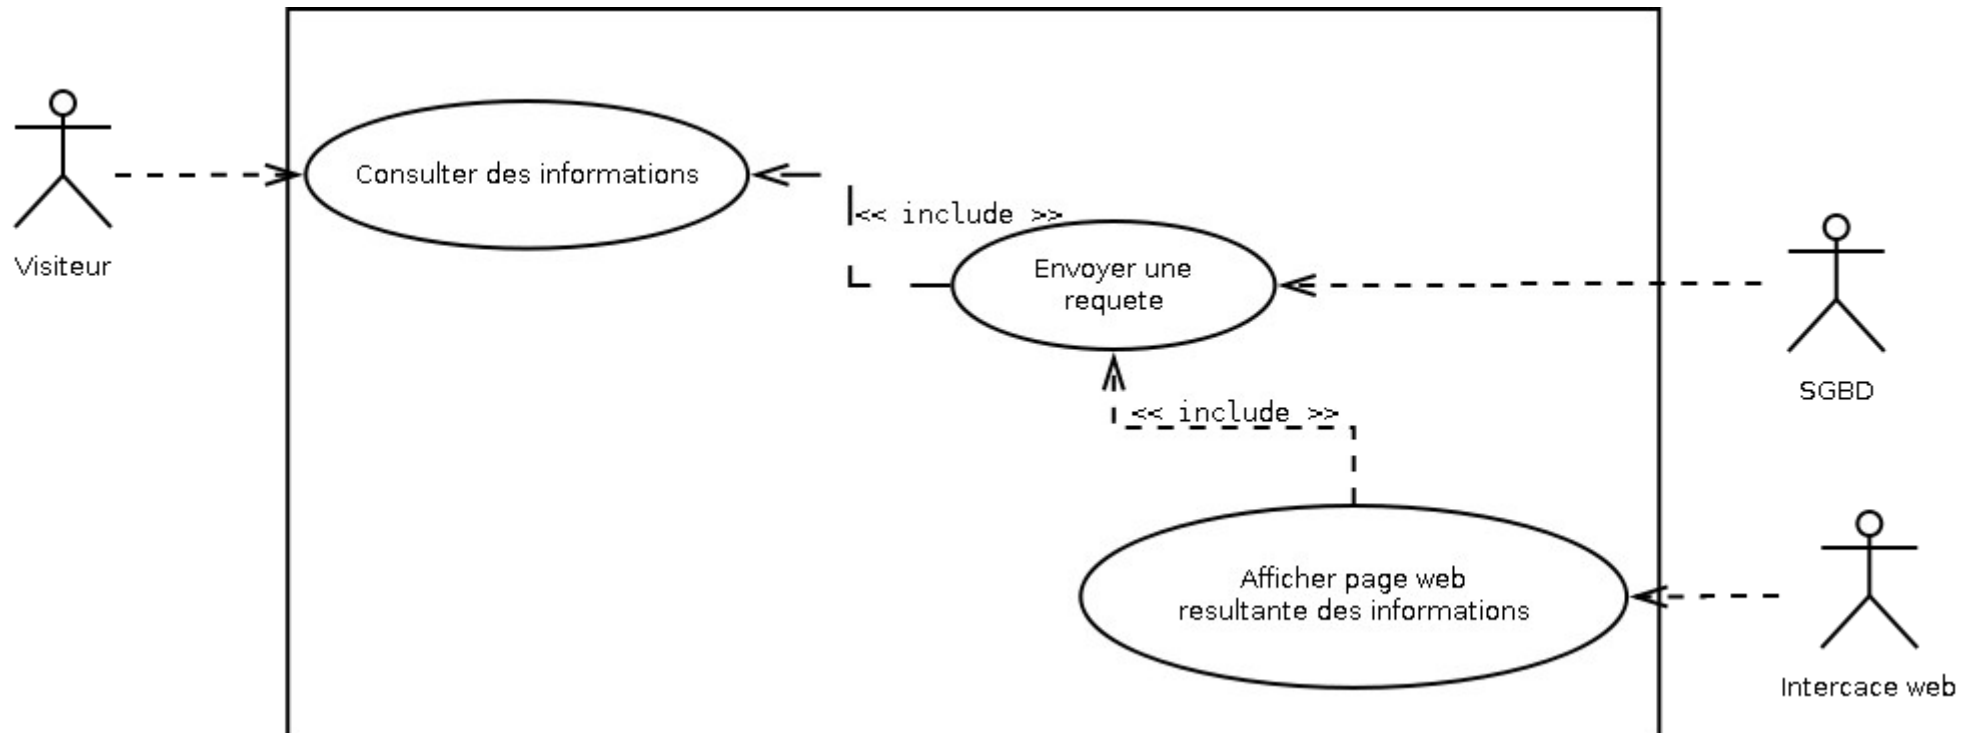 Consulter des informations
<< include >>
Visiteur
Envoyer une
requete
SGBD
<< include >>
Afficher page web
resultante des informations
Intercace web